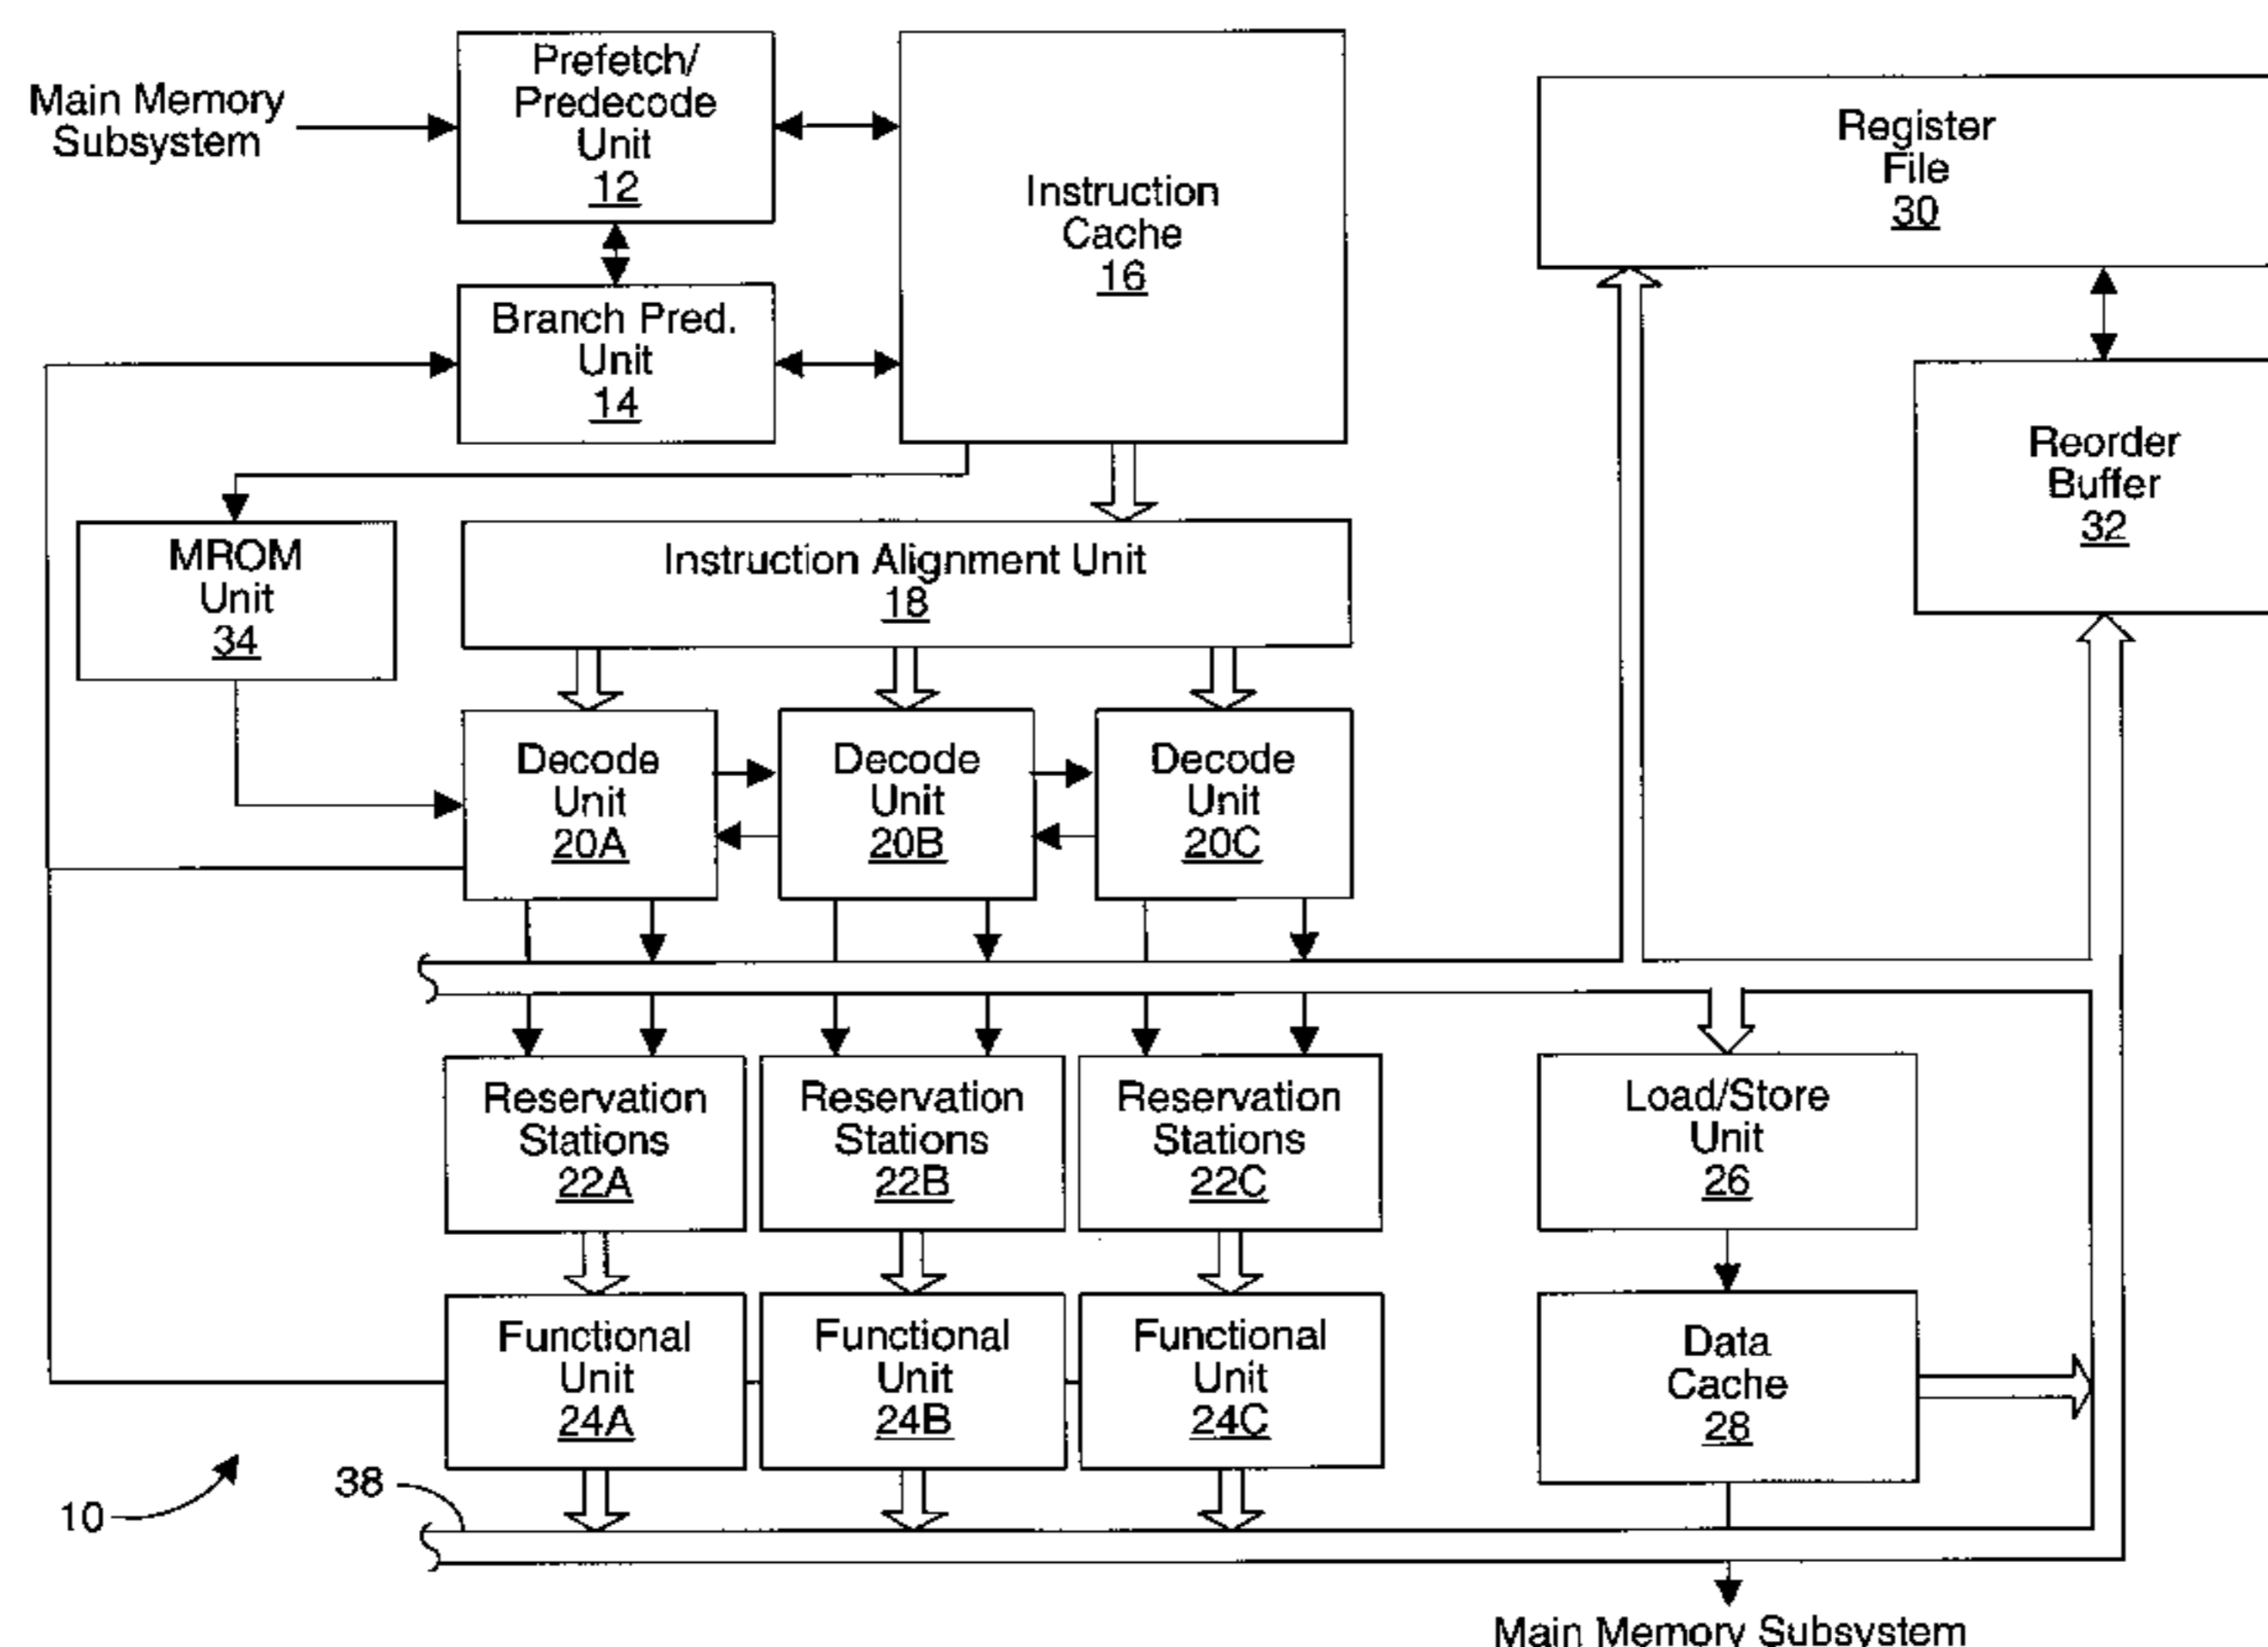 Prefetch/
Predecode
Unit
12
Main Memory
Subsystem
Instruction
Cache
16
Register
File
30
Branch Pred.
Unit
14
Reorder
Buffer
32
MROM
Unit
34
Instruction Alignment Unit
18
Decode
Unit
20A
Decode
Unit
20B
Decode
Unit
20C
Reservation
Stations
22A
Reservation
Stations
22B
Reservation
Stations
22C
Load/Store
Unit
26
Functional
Unit
24A
Functional
Unit
24B
Functional
Unit
24C
Data
Cache
28
38
10
Main Memory Subsystem